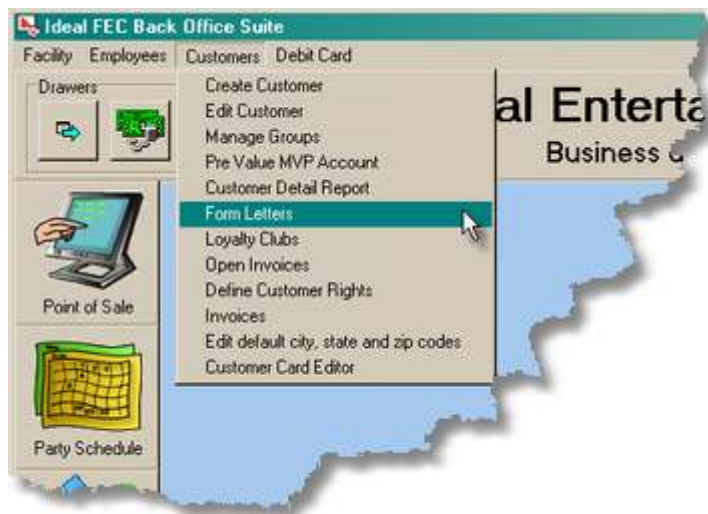 Ideal FEC Back Office Suite
Facility Employees Customers Debit Card
Drawers
Create Customer
Edit Customer
Manage Groups
Pre Value MVP Account
Customer Detail Report
Form Letters
Loyalty Clubs
Open Invoices
Define Customer Rights
Invoices
Edit default city, state and zip codes
Customer Card Editor
al Enterta
Business
Point of Sale
Party Schedule